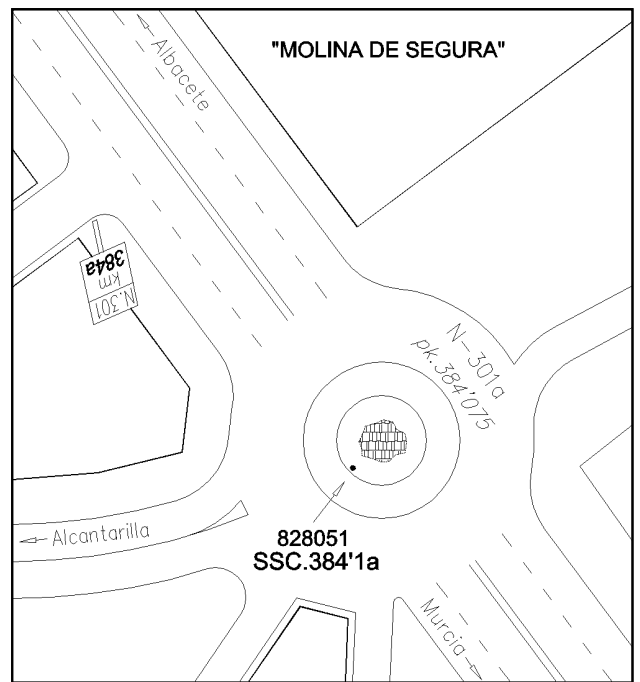 "MOLINA DE SEGURA"
Albacete
384a
km
N.301
N-301a
pk.384'075
Alcantarilla
828051
SSC.384'1a
Murcia